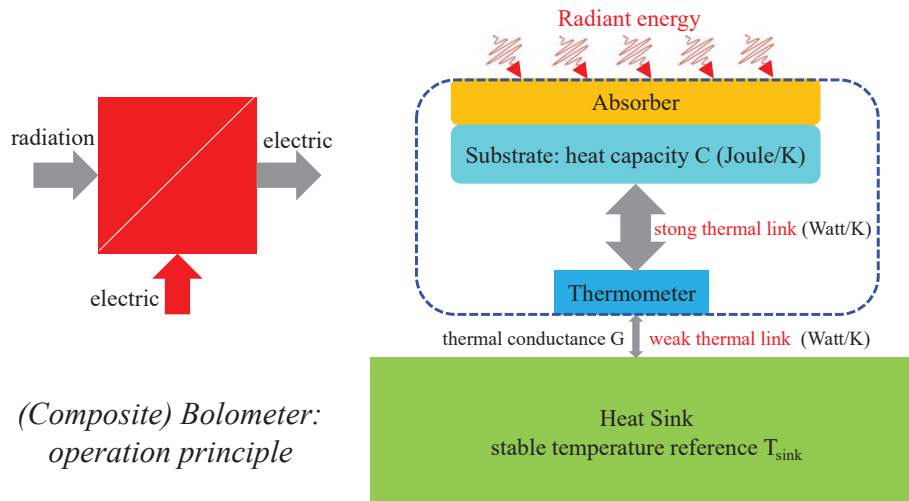 radiation
electric
electric
(Composite) Bolometer:
operation principle
Radiant energy
Absorber
Substrate: heat capacity C (Joule/K)
stong thermal link (Watt/K)
Thermometer
thermal conductance G weak thermal link (Watt/K)
Heat Sink
stable temperature reference Tsink